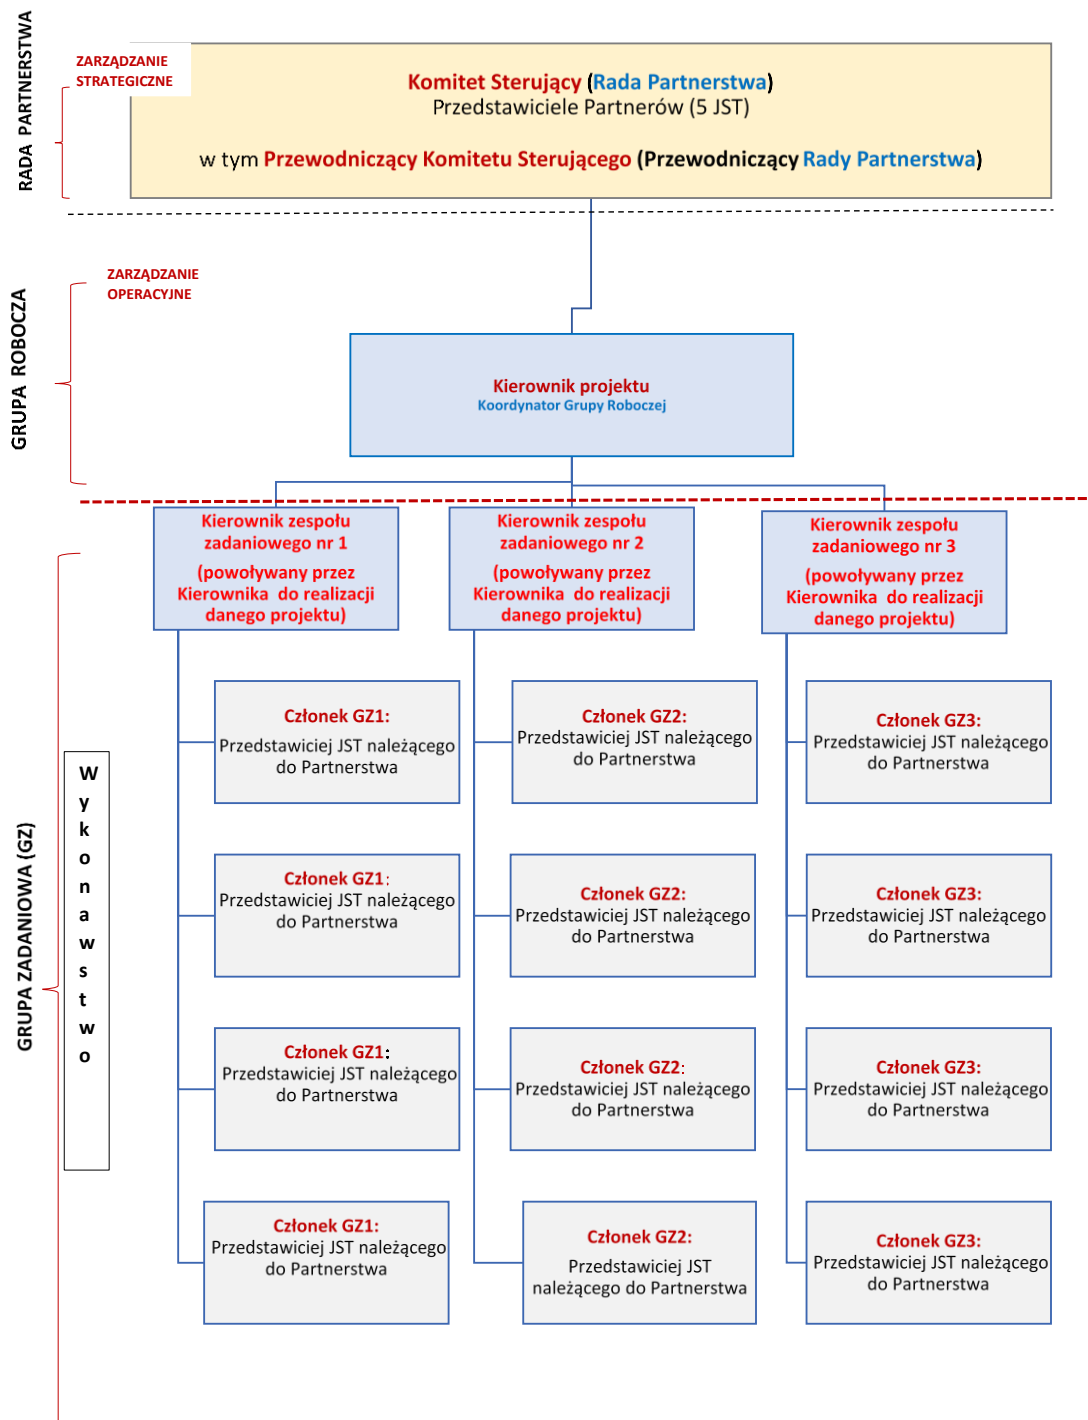 RADA PARTNERSTWA
ZARZĄDZANIE
STRATEGICZNE
Komitet Sterujący (Rada Partnerstwa)
Przedstawiciele Partnerów (5 JST)
w tym Przewodniczący Komitetu Sterującego (Przewodniczący Rady Partnerstwa)
GRUPA ROBOCZA
ZARZĄDZANIE
OPERACYJNE
Kierownik projektu
Koordynator Grupy Roboczej
GRUPA ZADANIOWA (GZ)
Wykonawstwo
Kierownik zespołu
zadaniowego nr 1
(powoływany przez
Kierownika do realizacji
danego projektu)
Członek GZ1:
Przedstawiciej JST należącego
do Partnerstwa
Członek GZ1:
Przedstawiciej JST należącego
do Partnerstwa
Członek GZ1:
Przedstawiciej JST należącego
do Partnerstwa
Członek GZ1:
Przedstawiciej JST należącego
do Partnerstwa
Kierownik zespołu
zadaniowego nr 2
(powoływany przez
Kierownika do realizacji
danego projektu)
Członek GZ2:
Przedstawiciej JST należącego
do Partnerstwa
Członek GZ2:
Przedstawiciej JST należącego
do Partnerstwa
Członek GZ2:
Przedstawiciej JST należącego
do Partnerstwa
Członek GZ2:
Przedstawiciej JST
należącego do Partnerstwa
Kierownik zespołu
zadaniowego nr 3
(powoływany przez
Kierownika do realizacji
danego projektu)
Członek GZ3:
Przedstawiciej JST należącego
do Partnerstwa
Członek GZ3:
Przedstawiciej JST należącego
do Partnerstwa
Członek GZ3:
Przedstawiciej JST należącego
do Partnerstwa
Członek GZ3:
Przedstawiciej JST należącego
do Partnerstwa